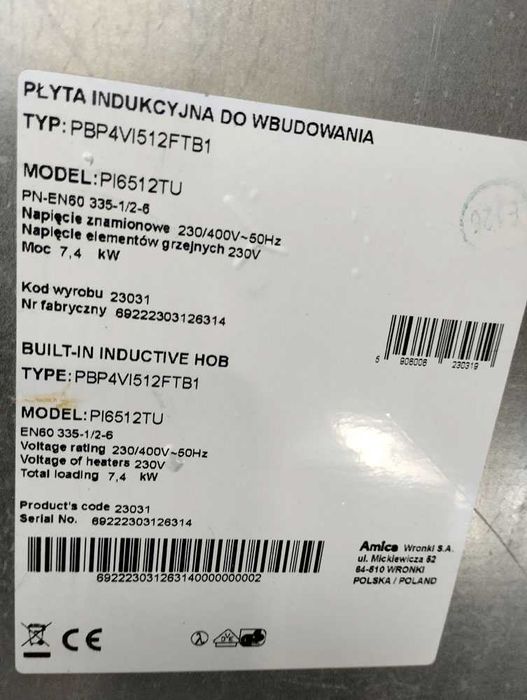 PŁYTA INDUKCYJNA DO WBUDOWANIA
TYP: PBP4VI512FTB1
MODEL: PI6512TU
PN-EN60 335-1/2-6
Napięcie znamionowe 230/400V~50Hz
Napięcie elementów grzejnych 230V
Moc 7,4 kW
Kod wyrobu 23031
Nr fabryczny 69222303126314
5 906006 230319
BUILT-IN INDUCTIVE HOB
TYPE: PBP4VI512FTB1
MODEL: PI6512TU
EN60 335-1/2-6
Voltage rating 230/400V~50Hz
Voltage of heaters 230V
Total loading 7,4 kW
Product's code 23031
Serial No. 69222303126314
692223031263140000000002
Amica Wronki S.A.
ul. Mickiewicza 52
64-510 WRONKI
POLSKA / POLAND
CE